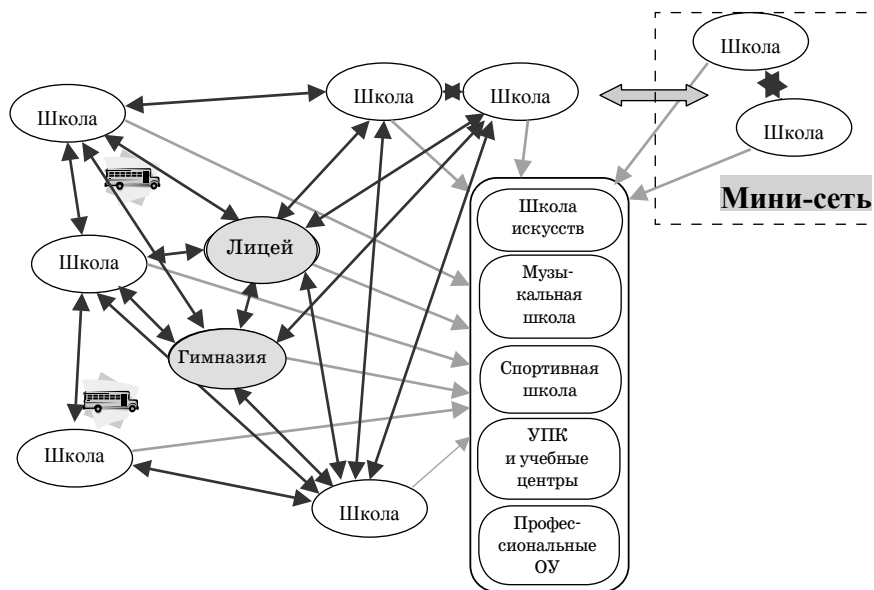 Школа
Школа
Школа
Школа
Школа
Мини-сеть
Школа
искусств
Лицей
Школа
Музы-
кальная
школа
Гимназия
Спортивная
школа
Школа
УПК
и учебные
центры
Школа
Профес-
сиональные
ОУ